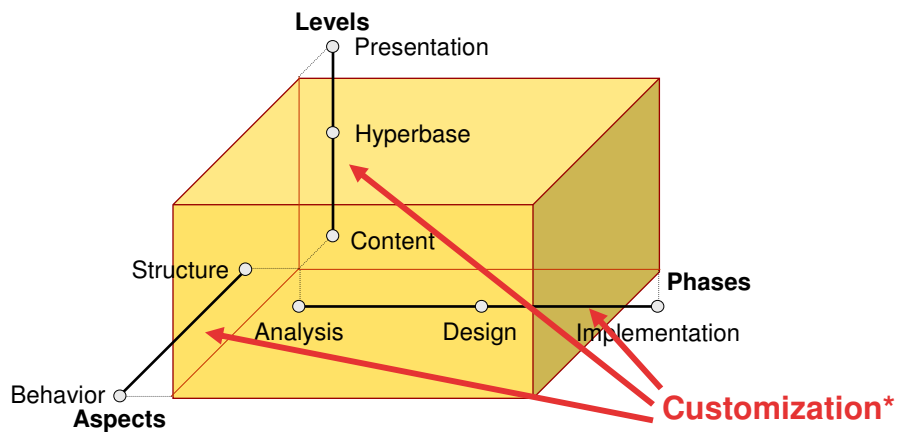 Levels
Presentation
Hyperbase
Content
Structure
Phases
Analysis
Design
Implementation
Behavior
Aspects
Customization*